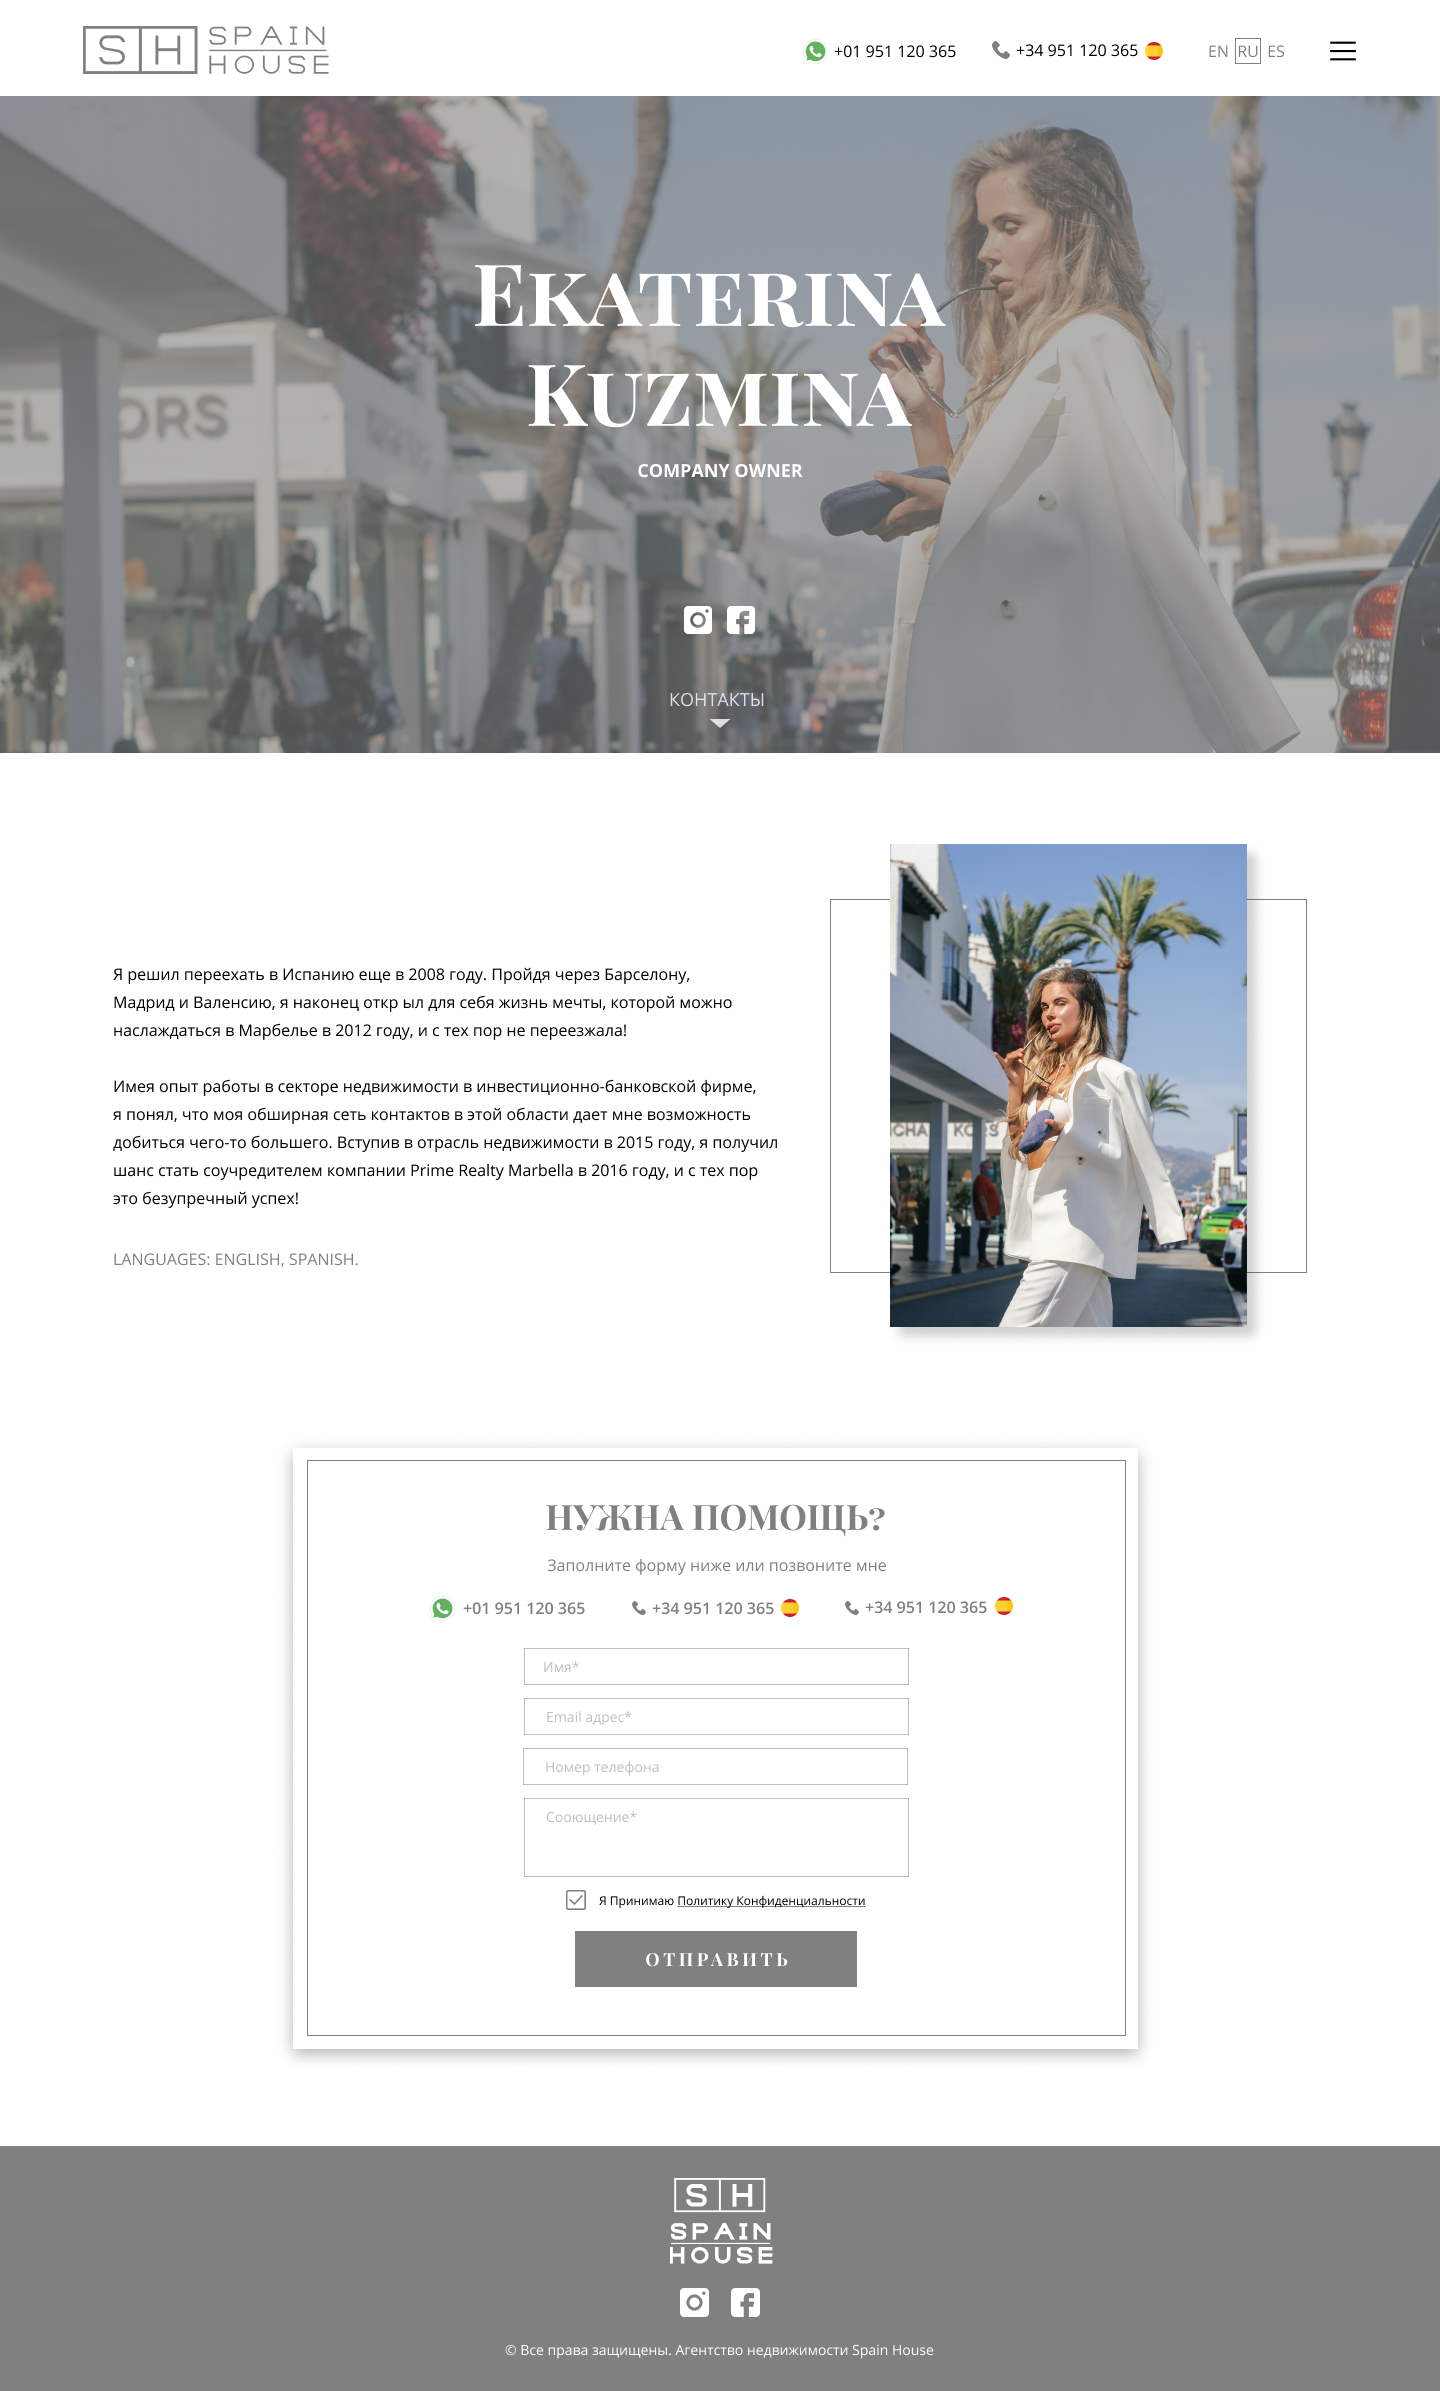 SH SPAIN HOUSE
+01 951 120 365
+34 951 120 365
EN RU ES
ORS
EKATERINA
KUZMINA
COMPANY OWNER
КОНТАКТЫ
Я решил переехать в Испанию еще в 2008 году. Пройдя через Барселону,
Мадрид и Валенсию, я наконец откр ыл для себя жизнь мечты, которой можно
наслаждаться в Марбелье в 2012 году, и с тех пор не переезжала!
Имея опыт работы в секторе недвижимости в инвестиционно-банковской фирме,
я понял, что моя обширная сеть контактов в этой области дает мне возможность
добиться чего-то большего. Вступив в отрасль недвижимости в 2015 году, я получил
шанс стать соучредителем компании Prime Realty Marbella в 2016 году, и с тех пор
это безупречный успех!
LANGUAGES: ENGLISH, SPANISH.
НУЖНА ПОМОЩЬ?
Заполните форму ниже или позвоните мне
+01 951 120 365
+34 951 120 365
+34 951 120 365
Имя*
Email адрес*
Номер телефона
Сооющение*
Я Принимаю Политику Конфиденциальности
ОТПРАВИТЬ
SH
SPAIN
HOUSE
© Все права защищены. Агентство недвижимости Spain House